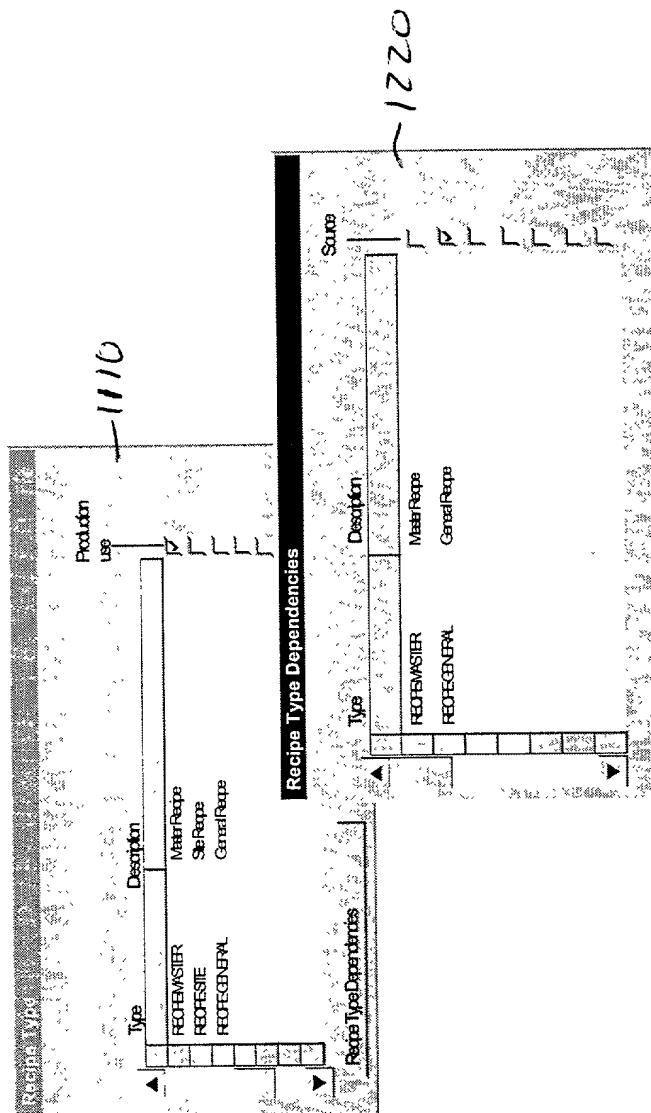 Recipe Type
1110
Type Description Production use
RECIPEMASTER Master Recipe
RECIPESITE Site Recipe
RECIPEGENERAL General Recipe
Recipe Type Dependencies
Recipe Type Dependencies
1220
Type Description Source
RECIPEMASTER Master Recipe
RECIPEGENERAL General Recipe